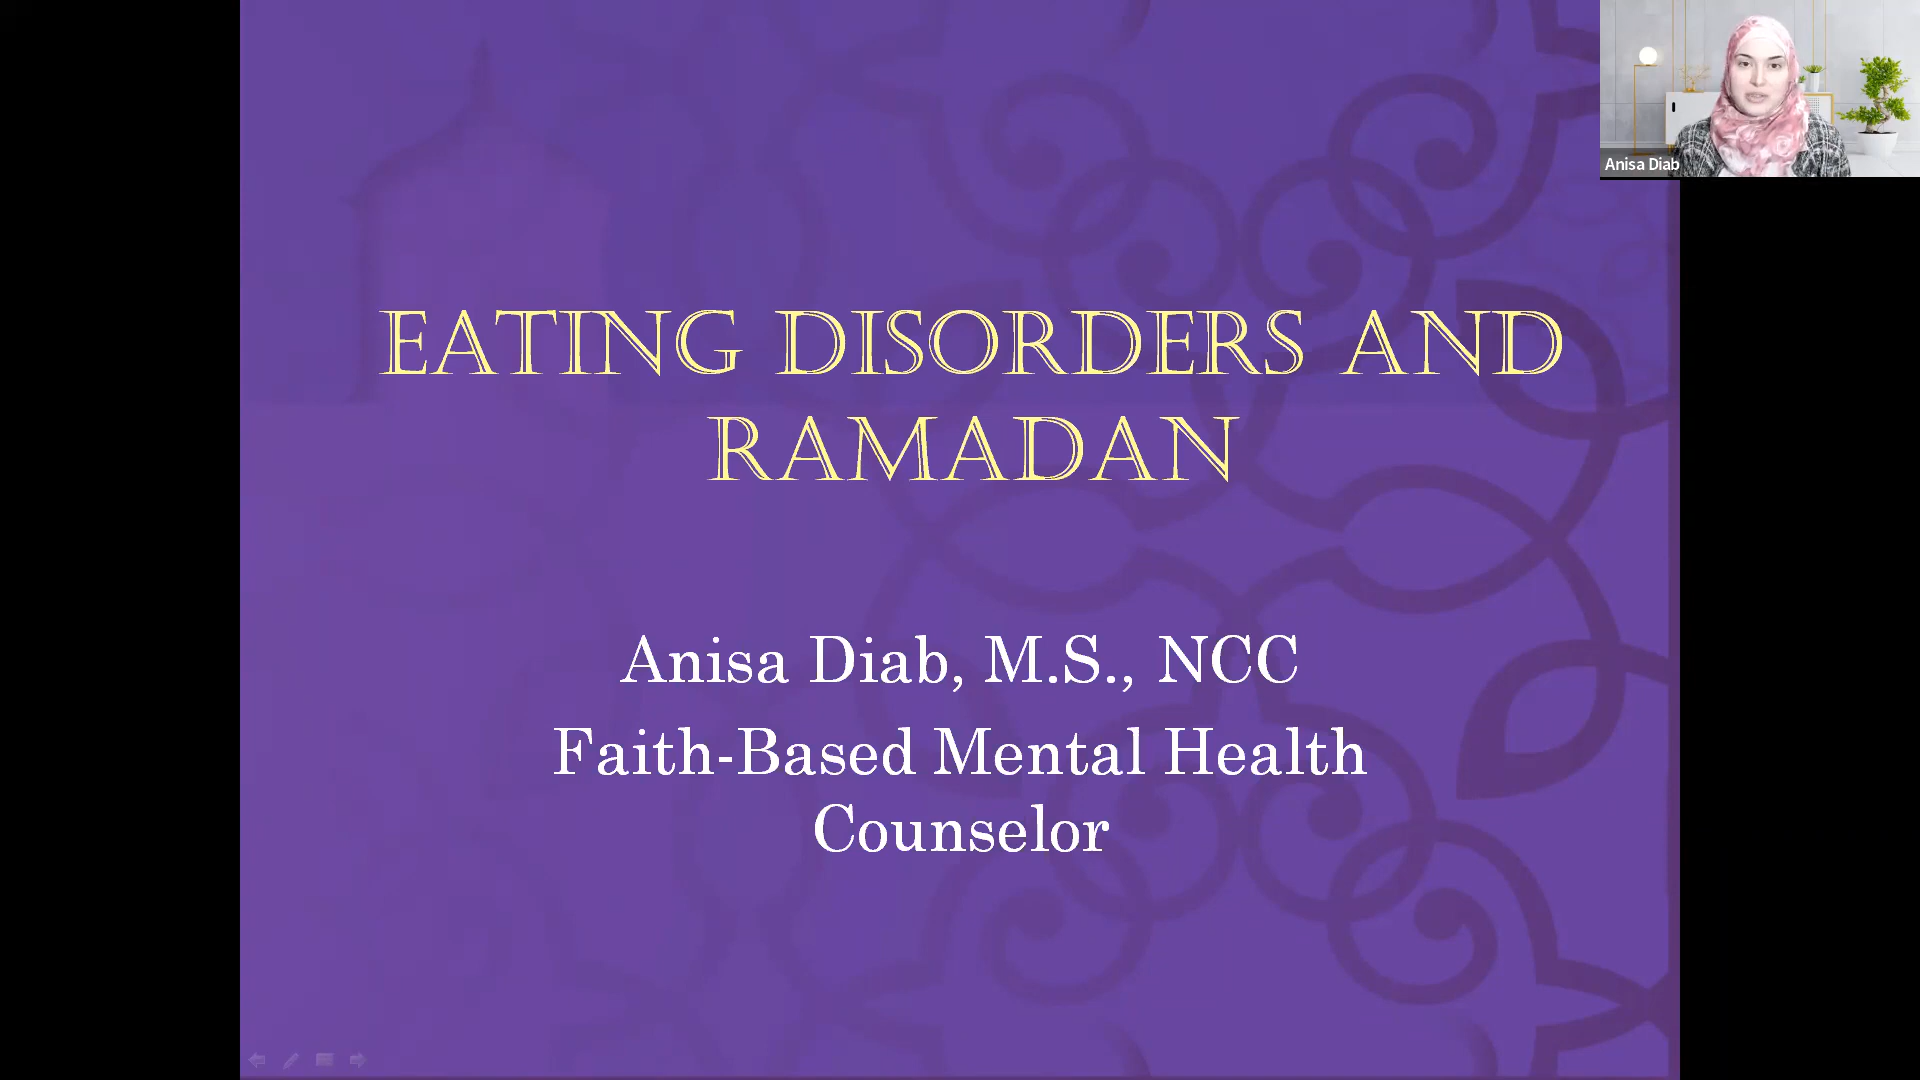 EATING DISORDERS AND
RAMADAN
Anisa Diab, M.S., NCC
Faith-Based Mental Health
Counselor
Anisa Diab